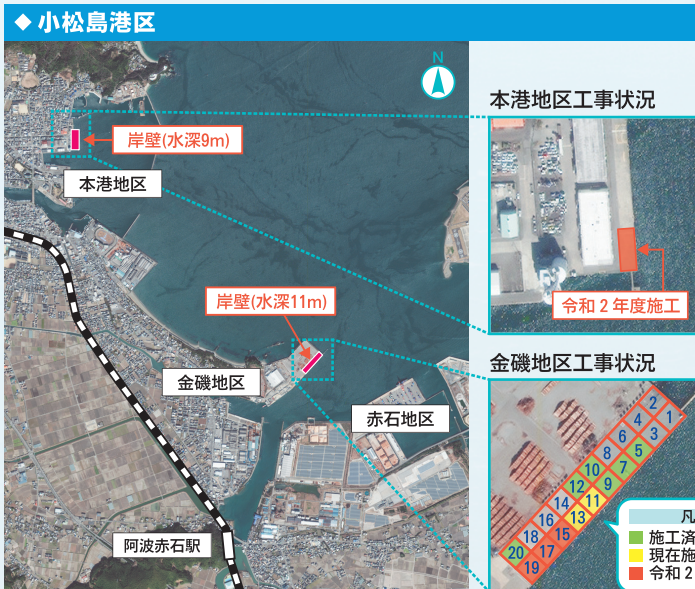 ◆ 小松島港区
N
岸壁(水深9m)
本港地区
岸壁(水深11m)
金磯地区
赤石地区
阿波赤石駅
本港地区工事状況
令和2年度施工
金磯地区工事状況
2
1
4
3
6
5
8
7
10
9
12
11
14
13
16
15
18
17
20
19
凡
施工済
現在施
令和2